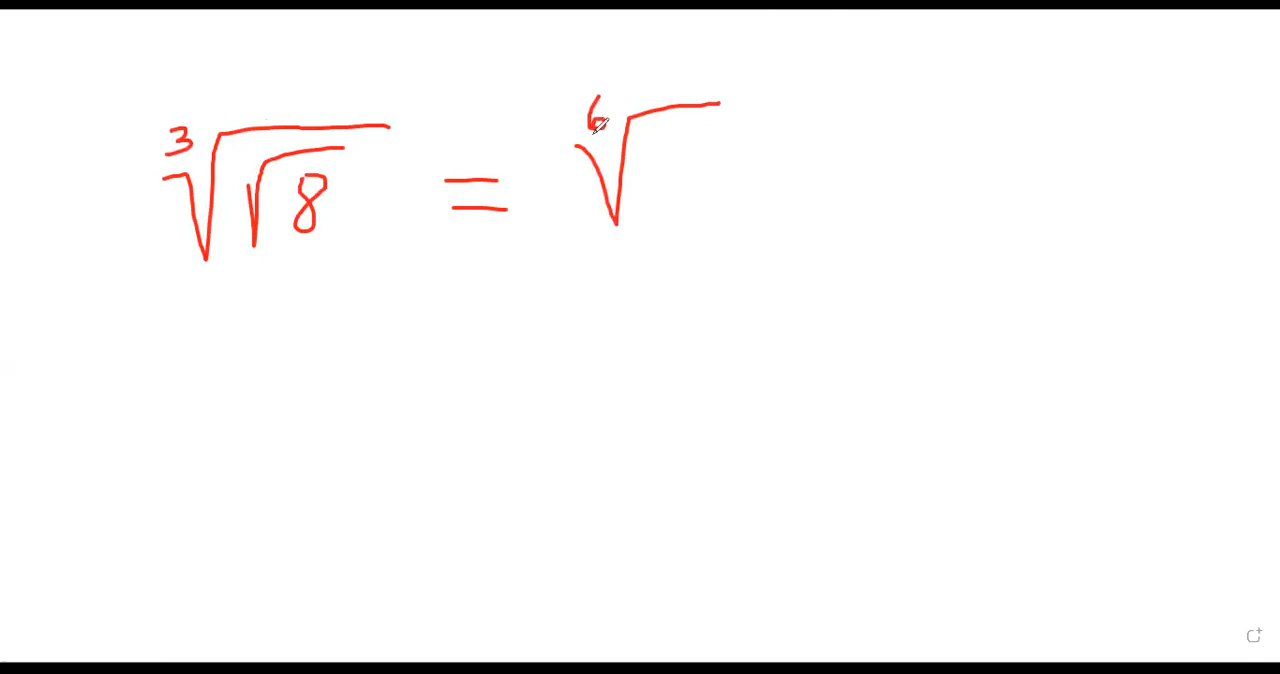 ∛(√8) = ⁶√